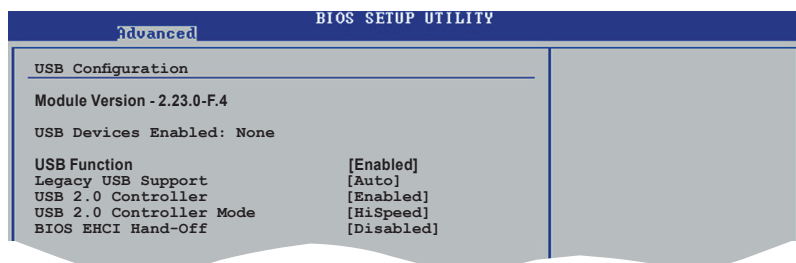 BIOS SETUP UTILITY
Advanced
USB Configuration
Module Version - 2.23.0-F.4
USB Devices Enabled: None
USB Function [Enabled]
Legacy USB Support [Auto]
USB 2.0 Controller [Enabled]
USB 2.0 Controller Mode [HiSpeed]
BIOS EHCI Hand-Off [Disabled]